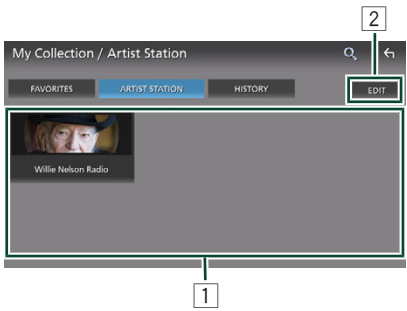 2
My Collection / Artist Station
FAVORITES ARTIST STATION HISTORY EDIT
Willie Nelson Radio
1